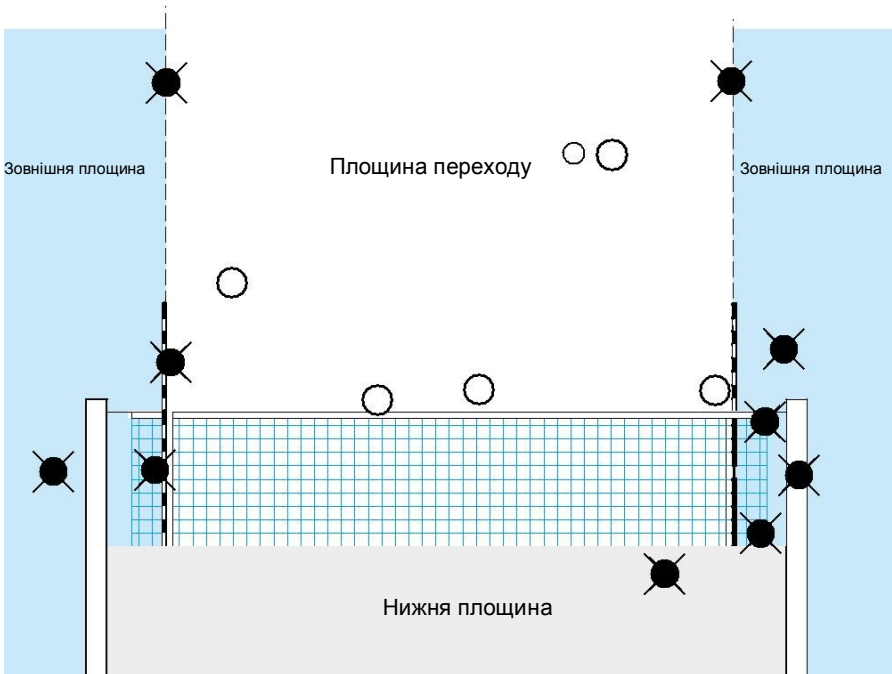 Зовнішня площина
Площина переходу
Зовнішня площина
Нижня площина